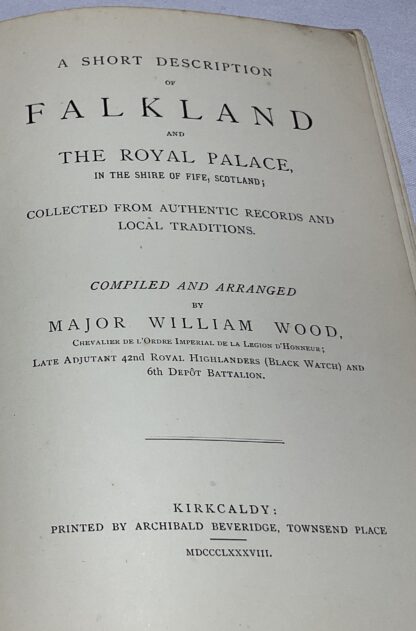 A SHORT DESCRIPTION
OF
FALKLAND
AND
THE ROYAL PALACE,
IN THE SHIRE OF FIFE, SCOTLAND;
COLLECTED FROM AUTHENTIC RECORDS AND
LOCAL TRADITIONS.
COMPILED AND ARRANGED
BY
MAJOR WILLIAM WOOD,
CHEVALIER DE L'ORDRE IMPERIAL DE LA LEGION D'HONNEUR;
LATE ADJUTANT 42nd ROYAL HIGHLANDERS (BLACK WATCH) AND
6th DEPÔT BATTALION.
KIRKCALDY:
PRINTED BY ARCHIBALD BEVERIDGE, TOWNSEND PLACE
MDCCCLXXXVIII.